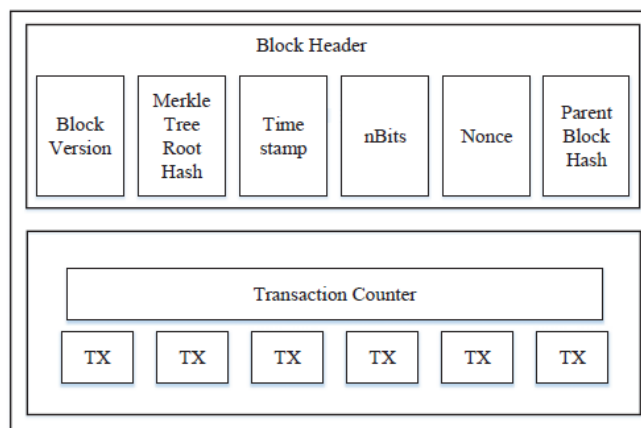 Block Header
Block
Version
Merkle
Tree
Root
Hash
Time
stamp
nBits
Nonce
Parent
Block
Hash
Transaction Counter
TX
TX
TX
TX
TX
TX